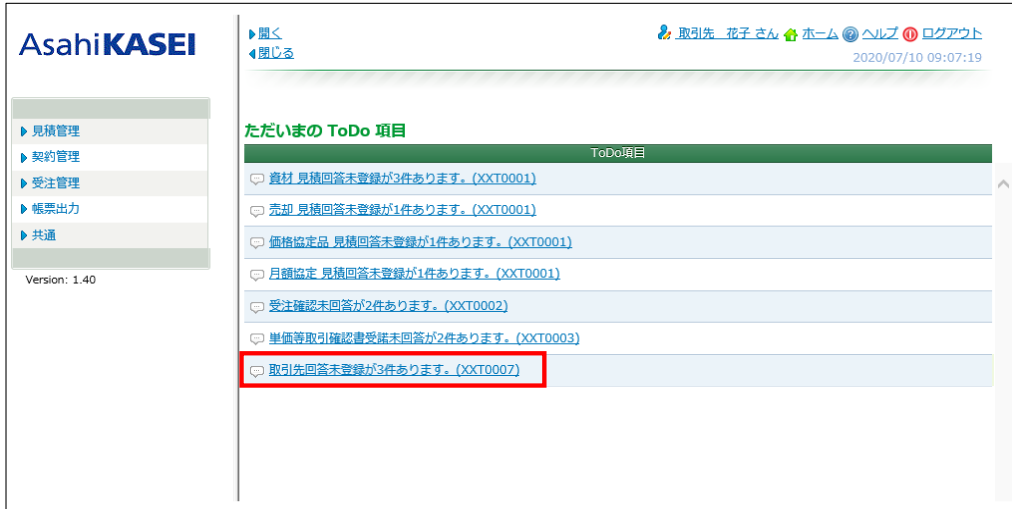 AsahiKASEI
開く
閉じる
取引先 花子 さん ホーム ヘルプ ログアウト
2020/07/10 09:07:19
見積管理
契約管理
受注管理
帳票出力
共通
Version: 1.40
ただいまの ToDo 項目
ToDo項目
資材 見積回答未登録が3件あります。(XXT0001)
売却 見積回答未登録が1件あります。(XXT0001)
価格協定品 見積回答未登録が1件あります。(XXT0001)
月額協定 見積回答未登録が1件あります。(XXT0001)
受注確認未回答が2件あります。(XXT0002)
単価等取引確認書受諾未回答が2件あります。(XXT0003)
取引先回答未登録が3件あります。(XXT0007)